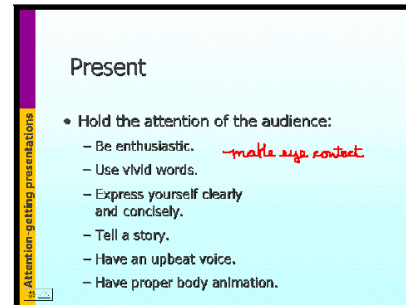 Present
• Hold the attention of the audience:
– Be enthusiastic.
-make eye contact
– Use vivid words.
– Express yourself clearly
and concisely.
– Tell a story.
– Have an upbeat voice.
– Have proper body animation.
Attention-getting presentations